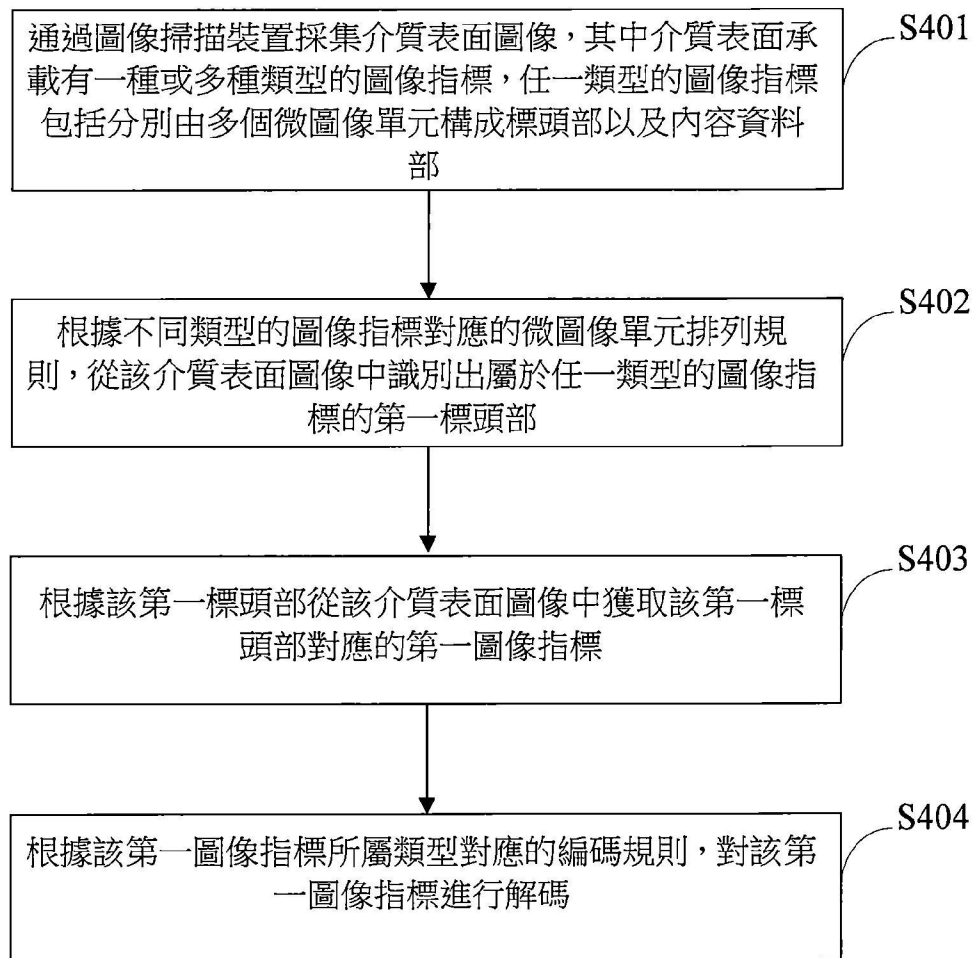 通過圖像掃描裝置採集介質表面圖像，其中介質表面承
載有一種或多種類型的圖像指標，任一類型的圖像指標
包括分別由多個微圖像單元構成標頭部以及內容資料
部
S401
根據不同類型的圖像指標對應的微圖像單元排列規
則，從該介質表面圖像中識別出屬於任一類型的圖像指
標的第一標頭部
S402
根據該第一標頭部從該介質表面圖像中獲取該第一標
頭部對應的第一圖像指標
S403
根據該第一圖像指標所屬類型對應的編碼規則，對該第
一圖像指標進行解碼
S404